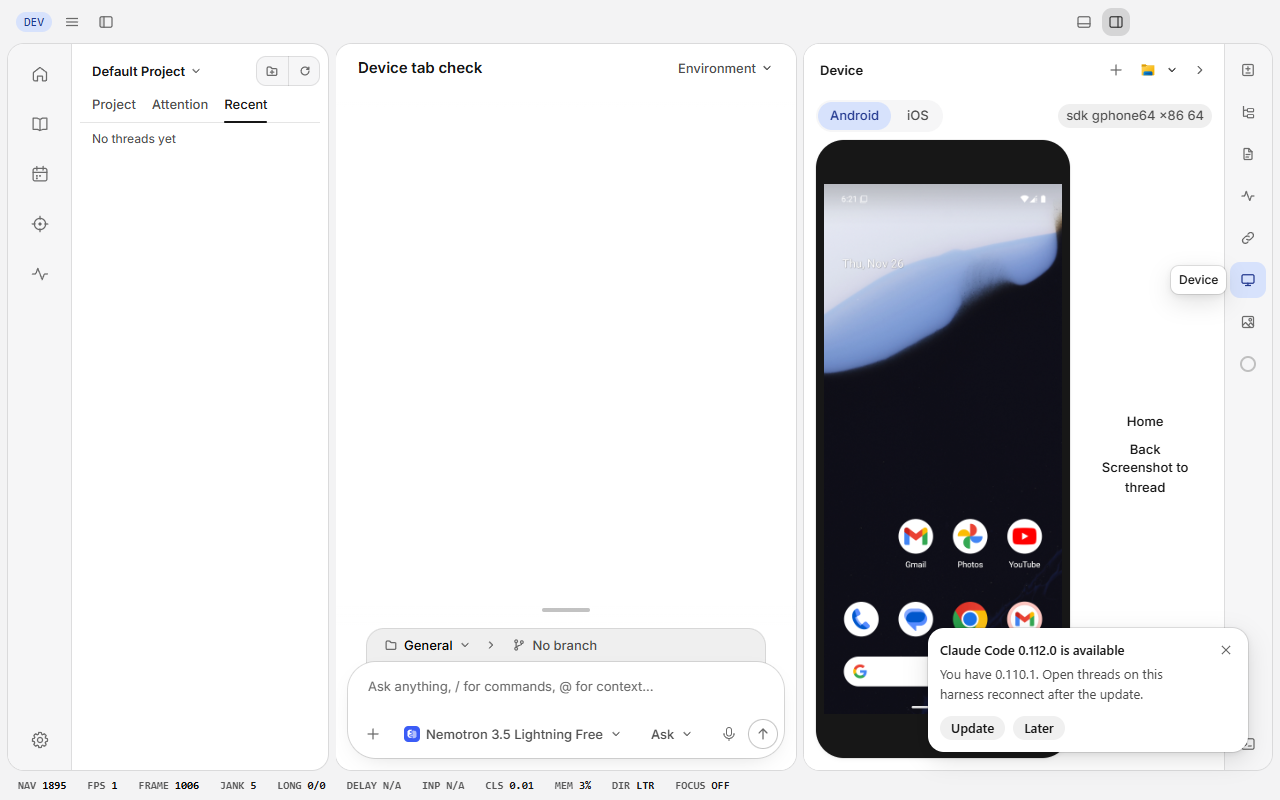 DEV
Default Project
Project
Attention
Recent
No threads yet
Device tab check
Environment
General
No branch
Ask anything, / for commands, @ for context...
Nemotron 3.5 Lightning Free
Ask
Device
Android
iOS
sdk gphone64 x86 64
6:21
Thu, Nov 26
Gmail
Photos
YouTube
Device
Home
Back
Screenshot to
thread
Claude Code 0.112.0 is available
You have 0.110.1. Open threads on this
harness reconnect after the update.
Update
Later
NAV 1895 FPS 1 FRAME 1006 JANK 5 LONG 0/0 DELAY N/A INP N/A CLS 0.01 MEM 3% DIR LTR FOCUS OFF